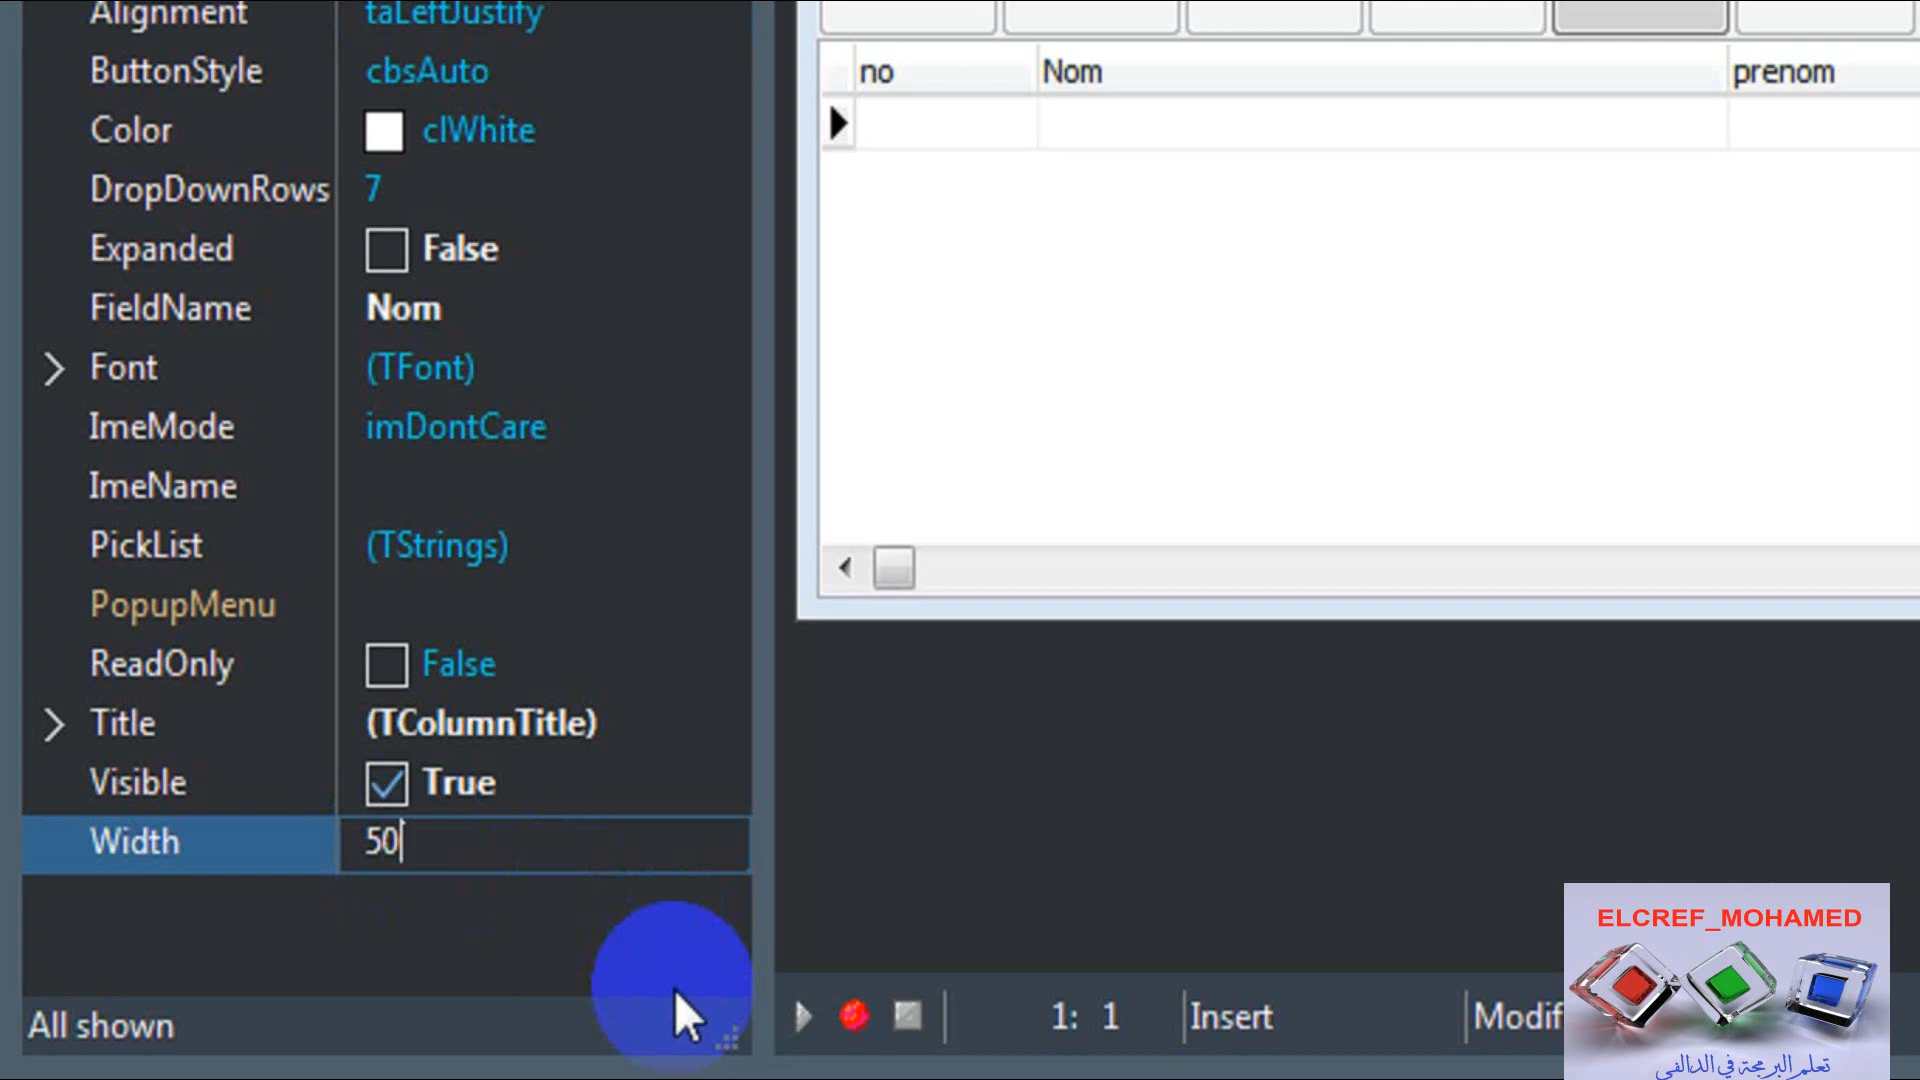 Alignment taLeftJustify
ButtonStyle cbsAuto
Color clWhite
DropDownRows 7
Expanded False
FieldName Nom
Font (TFont)
ImeMode imDontCare
ImeName
PickList (TStrings)
PopupMenu
ReadOnly False
Title (TColumnTitle)
Visible True
Width 50
All shown
no Nom prenom
1: 1 Insert Modif
ELCREF_MOHAMED
تعلم البرمجة في الدالفي